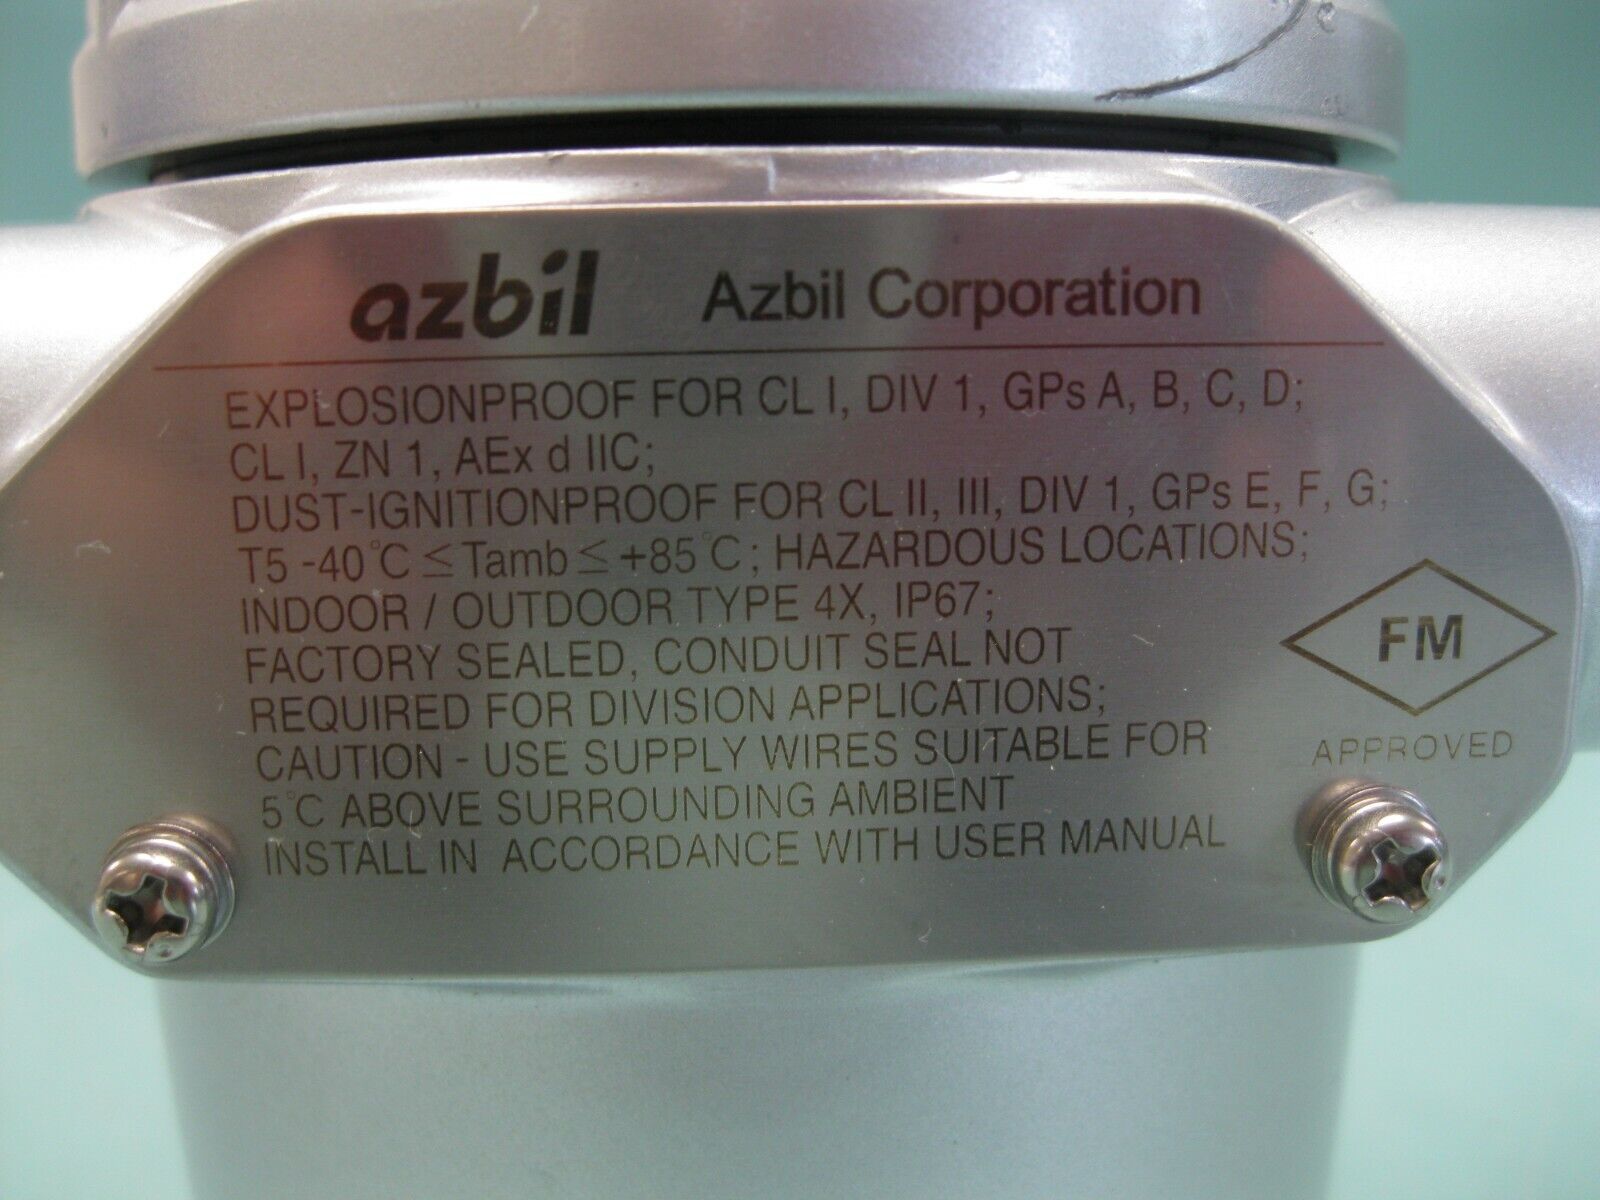 azbil Azbil Corporation
EXPLOSIONPROOF FOR CL I, DIV 1, GPs A, B, C, D;
CL I, ZN 1, AEx d IIC;
DUST-IGNITIONPROOF FOR CL II, III, DIV 1, GPs E, F, G;
T5 -40°C ≤ Tamb ≤ +85°C; HAZARDOUS LOCATIONS;
INDOOR / OUTDOOR TYPE 4X, IP67;
FACTORY SEALED, CONDUIT SEAL NOT
REQUIRED FOR DIVISION APPLICATIONS;
CAUTION - USE SUPPLY WIRES SUITABLE FOR
5°C ABOVE SURROUNDING AMBIENT
INSTALL IN ACCORDANCE WITH USER MANUAL
FM
APPROVED